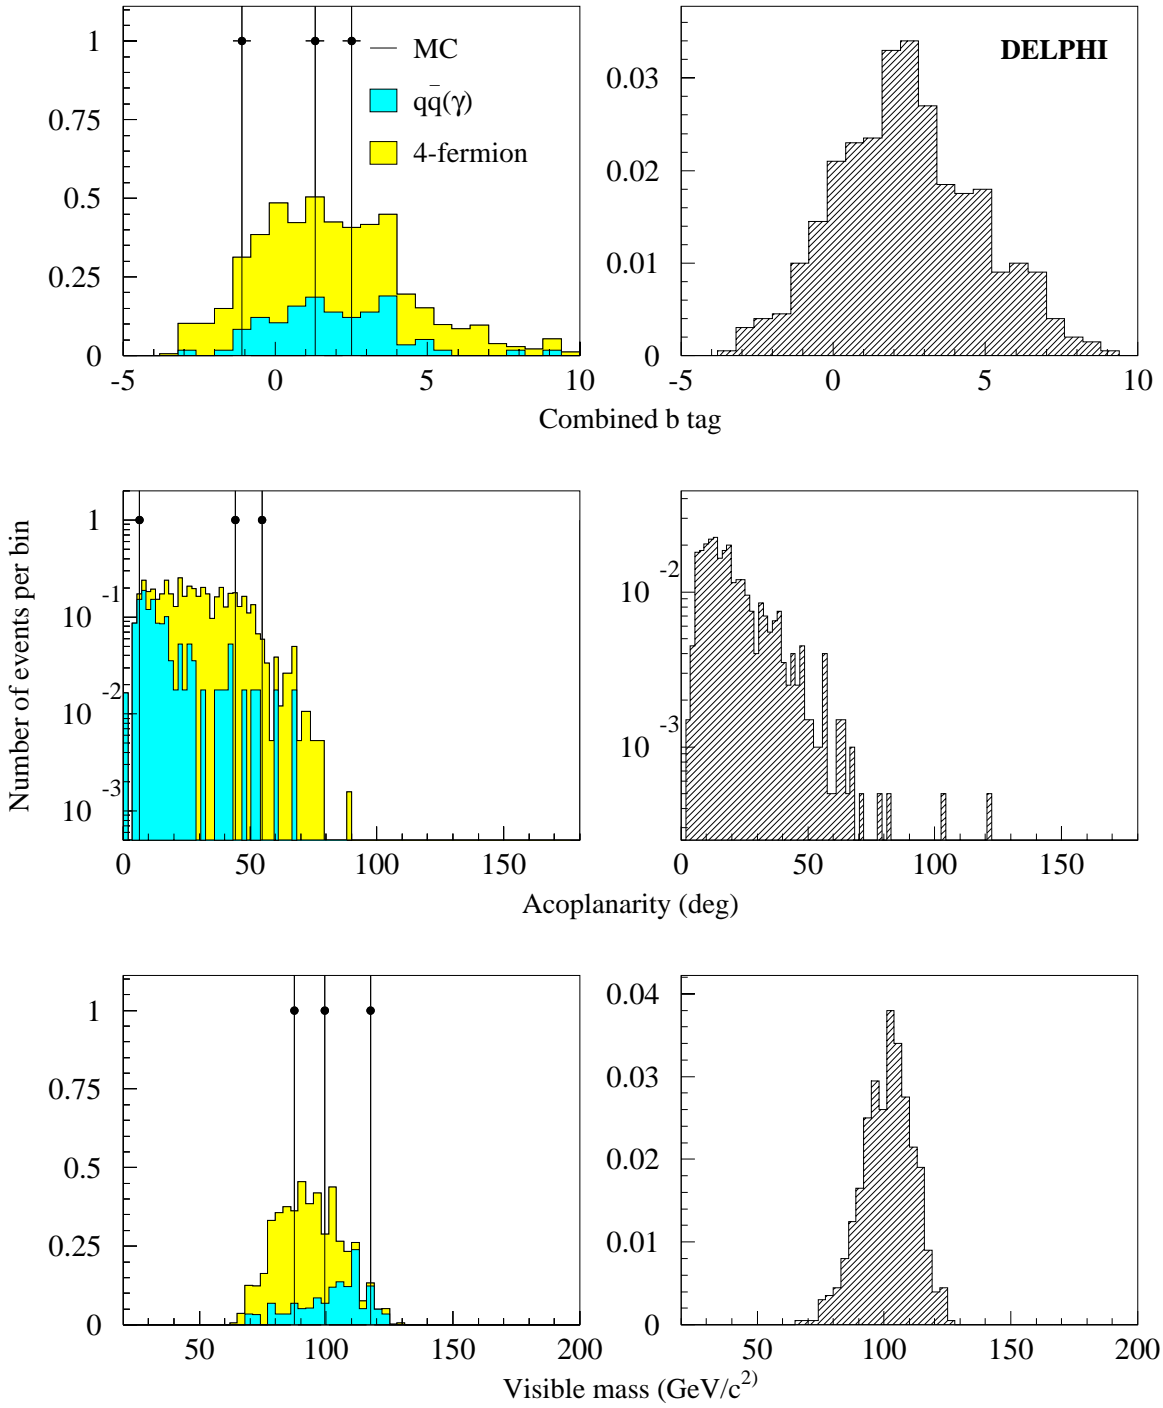 DELPHI
MC
qq̄(γ)
4-fermion
1
0.75
0.5
0.25
0
-5 0 5 10
0.03
0.02
0.01
0
-5 0 5 10
Combined b tag
Number of events per bin
1
10⁻¹
10⁻²
10⁻³
0 50 100 150
10⁻²
10⁻³
0 50 100 150
Acoplanarity (deg)
1
0.75
0.5
0.25
0
50 100 150 200
0.04
0.03
0.02
0.01
0
50 100 150 200
Visible mass (GeV/c²⁾